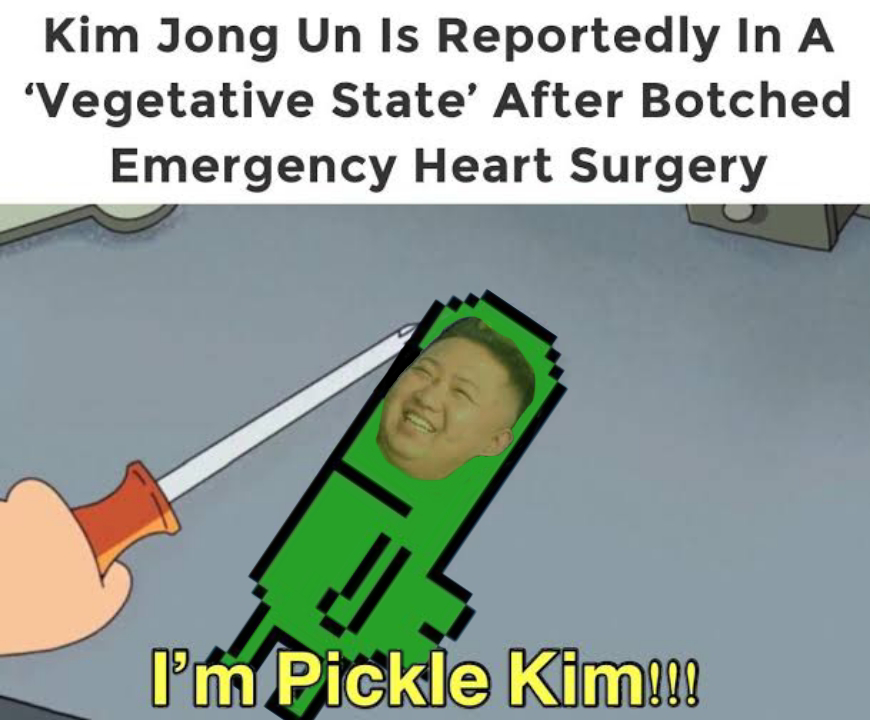 Kim Jong Un Is Reportedly In A
‘Vegetative State’ After Botched
Emergency Heart Surgery
I’m Pickle Kim!!!